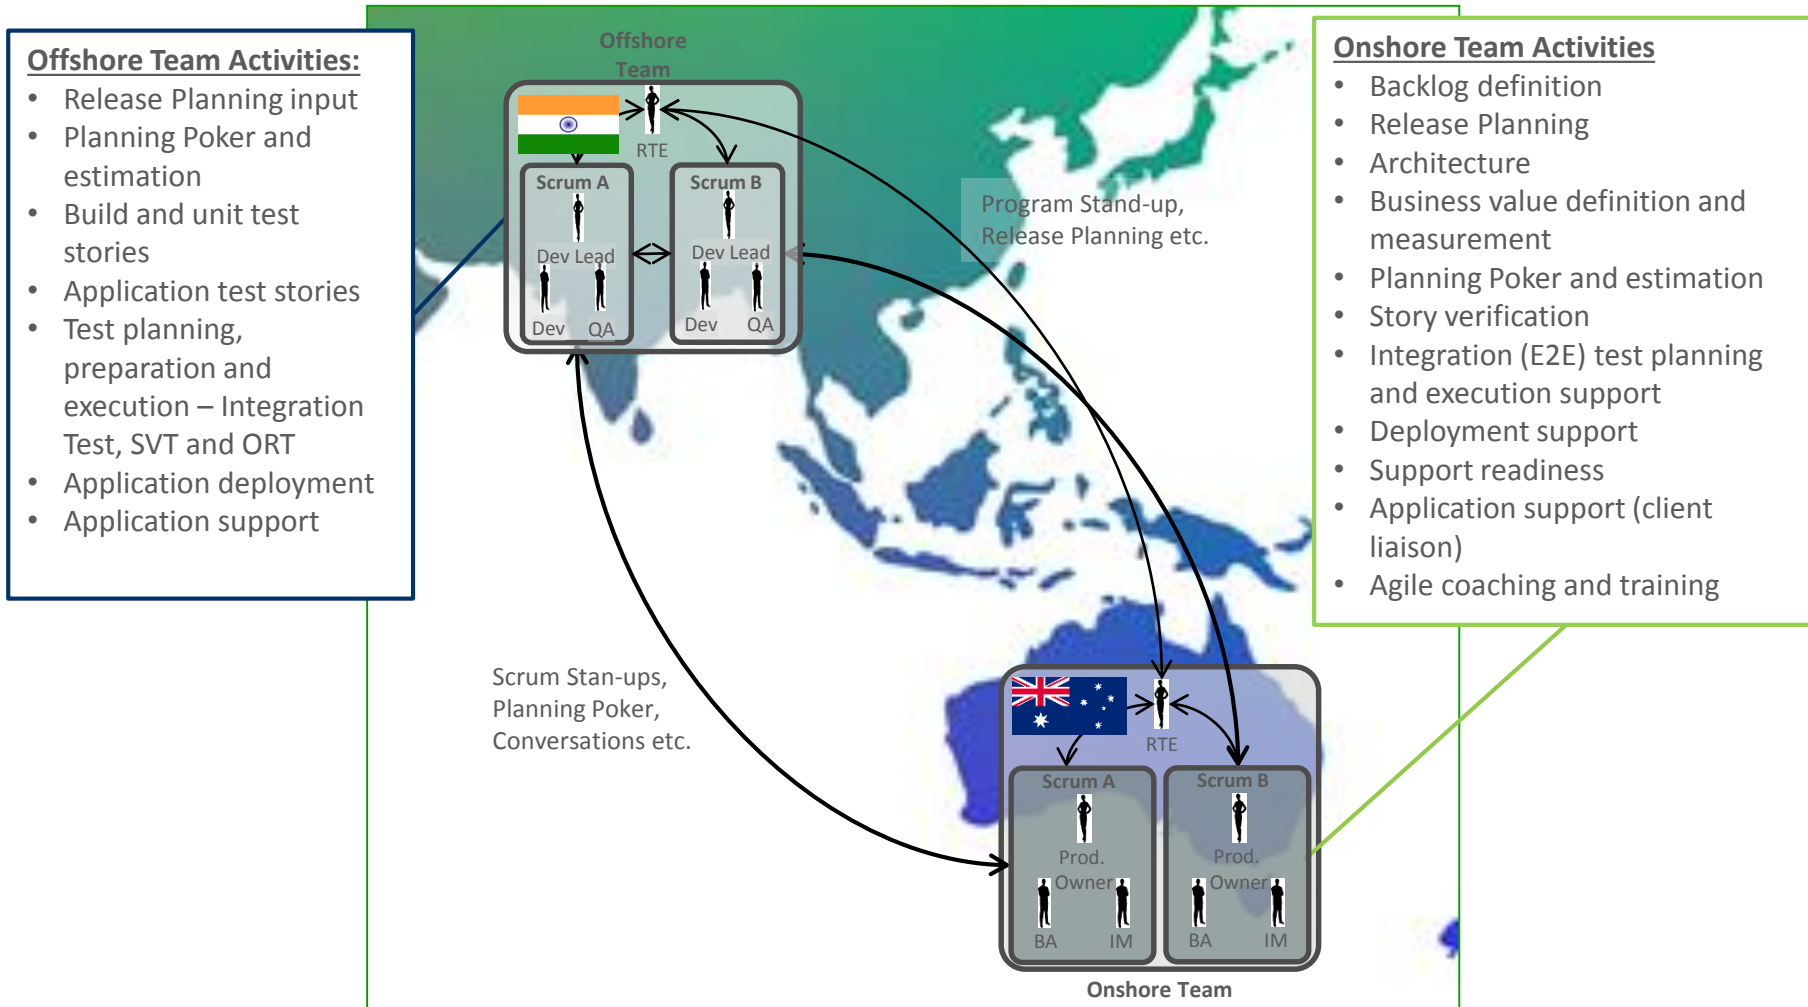 Offshore Team Activities:
• Release Planning input
• Planning Poker and
estimation
• Build and unit test
stories
• Application test stories
• Test planning,
preparation and
execution – Integration
Test, SVT and ORT
• Application deployment
• Application support
Offshore
Team
RTE
Scrum A
Dev Lead
Dev
QA
Scrum B
Dev Lead
Dev
QA
Program Stand-up,
Release Planning etc.
Scrum Stan-ups,
Planning Poker,
Conversations etc.
Onshore Team Activities
• Backlog definition
• Release Planning
• Architecture
• Business value definition and
measurement
• Planning Poker and estimation
• Story verification
• Integration (E2E) test planning
and execution support
• Deployment support
• Support readiness
• Application support (client
liaison)
• Agile coaching and training
RTE
Scrum A
Prod.
Owner
BA
IM
Scrum B
Prod.
Owner
BA
IM
Onshore Team